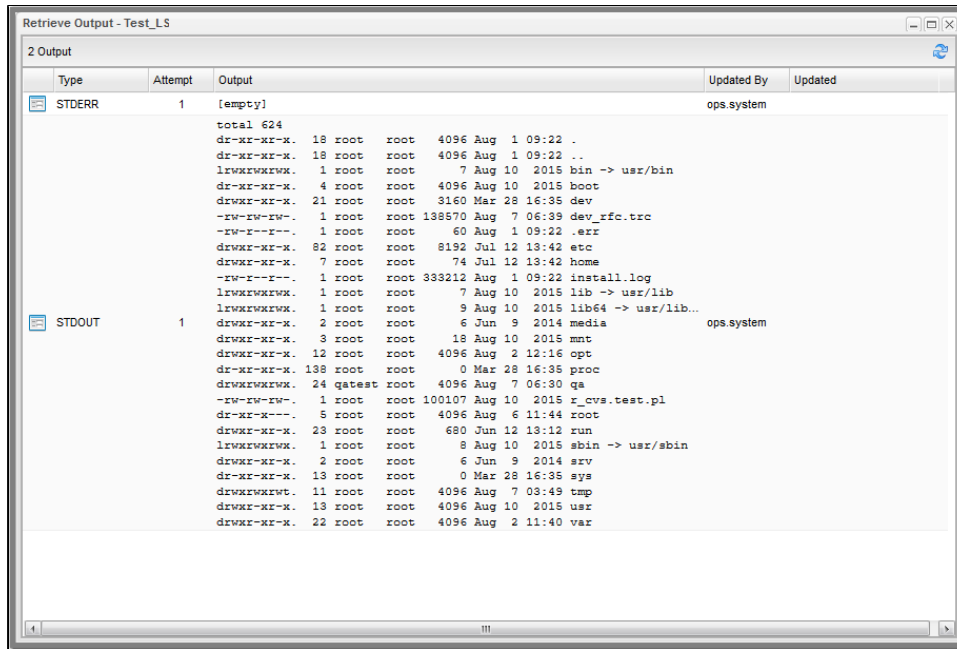 Retrieve Output - Test_LS
2 Output
Type Attempt Output Updated By Updated
STDERR 1 [empty] ops.system
total 624
dr-xr-xr-x. 18 root root 4096 Aug 1 09:22 .
dr-xr-xr-x. 18 root root 4096 Aug 1 09:22 ..
lrwxrwxrwx. 1 root root 7 Aug 10 2015 bin -> usr/bin
dr-xr-xr-x. 4 root root 4096 Aug 10 2015 boot
drwxr-xr-x. 21 root root 3160 Mar 28 16:35 dev
-rw-rw-rw-. 1 root root 138570 Aug 7 06:39 dev_rfc.trc
-rw-r--r--. 1 root root 60 Aug 1 09:22 .err
drwxr-xr-x. 82 root root 8192 Jul 12 13:42 etc
drwxr-xr-x. 7 root root 74 Jul 12 13:42 home
-rw-r--r--. 1 root root 333212 Aug 1 09:22 install.log
lrwxrwxrwx. 1 root root 7 Aug 10 2015 lib -> usr/lib
lrwxrwxrwx. 1 root root 9 Aug 10 2015 lib64 -> usr/lib...
STDOUT 1 drwxr-xr-x. 2 root root 6 Jun 9 2014 media ops.system
drwxr-xr-x. 3 root root 18 Aug 10 2015 mnt
drwxr-xr-x. 12 root root 4096 Aug 2 12:16 opt
dr-xr-xr-x. 138 root root 0 Mar 28 16:35 proc
drwxrwxrwx. 24 qatest root 4096 Aug 7 06:30 qa
-rw-rw-rw-. 1 root root 100107 Aug 10 2015 r_cvs.test.pl
dr-xr-x---. 5 root root 4096 Aug 6 11:44 root
drwxr-xr-x. 23 root root 680 Jun 12 13:12 run
lrwxrwxrwx. 1 root root 8 Aug 10 2015 sbin -> usr/sbin
drwxr-xr-x. 2 root root 6 Jun 9 2014 srv
dr-xr-xr-x. 13 root root 0 Mar 28 16:35 sys
drwxrwxrwt. 11 root root 4096 Aug 7 03:49 tmp
drwxr-xr-x. 13 root root 4096 Aug 10 2015 usr
drwxr-xr-x. 22 root root 4096 Aug 2 11:40 var